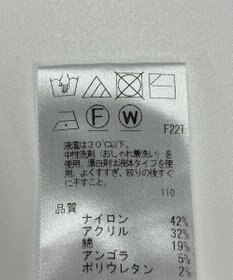 F W
F22T
液温は30℃以下。
中性洗剤(おしゃれ着洗い)を
使用、漂白剤は液体タイプを使
用。よくすすぎ、絞りの後すぐ
に干すこと。
110
品質
ナイロン 42%
アクリル 32%
綿 19%
アンゴラ 5%
ポリウレタン 2%